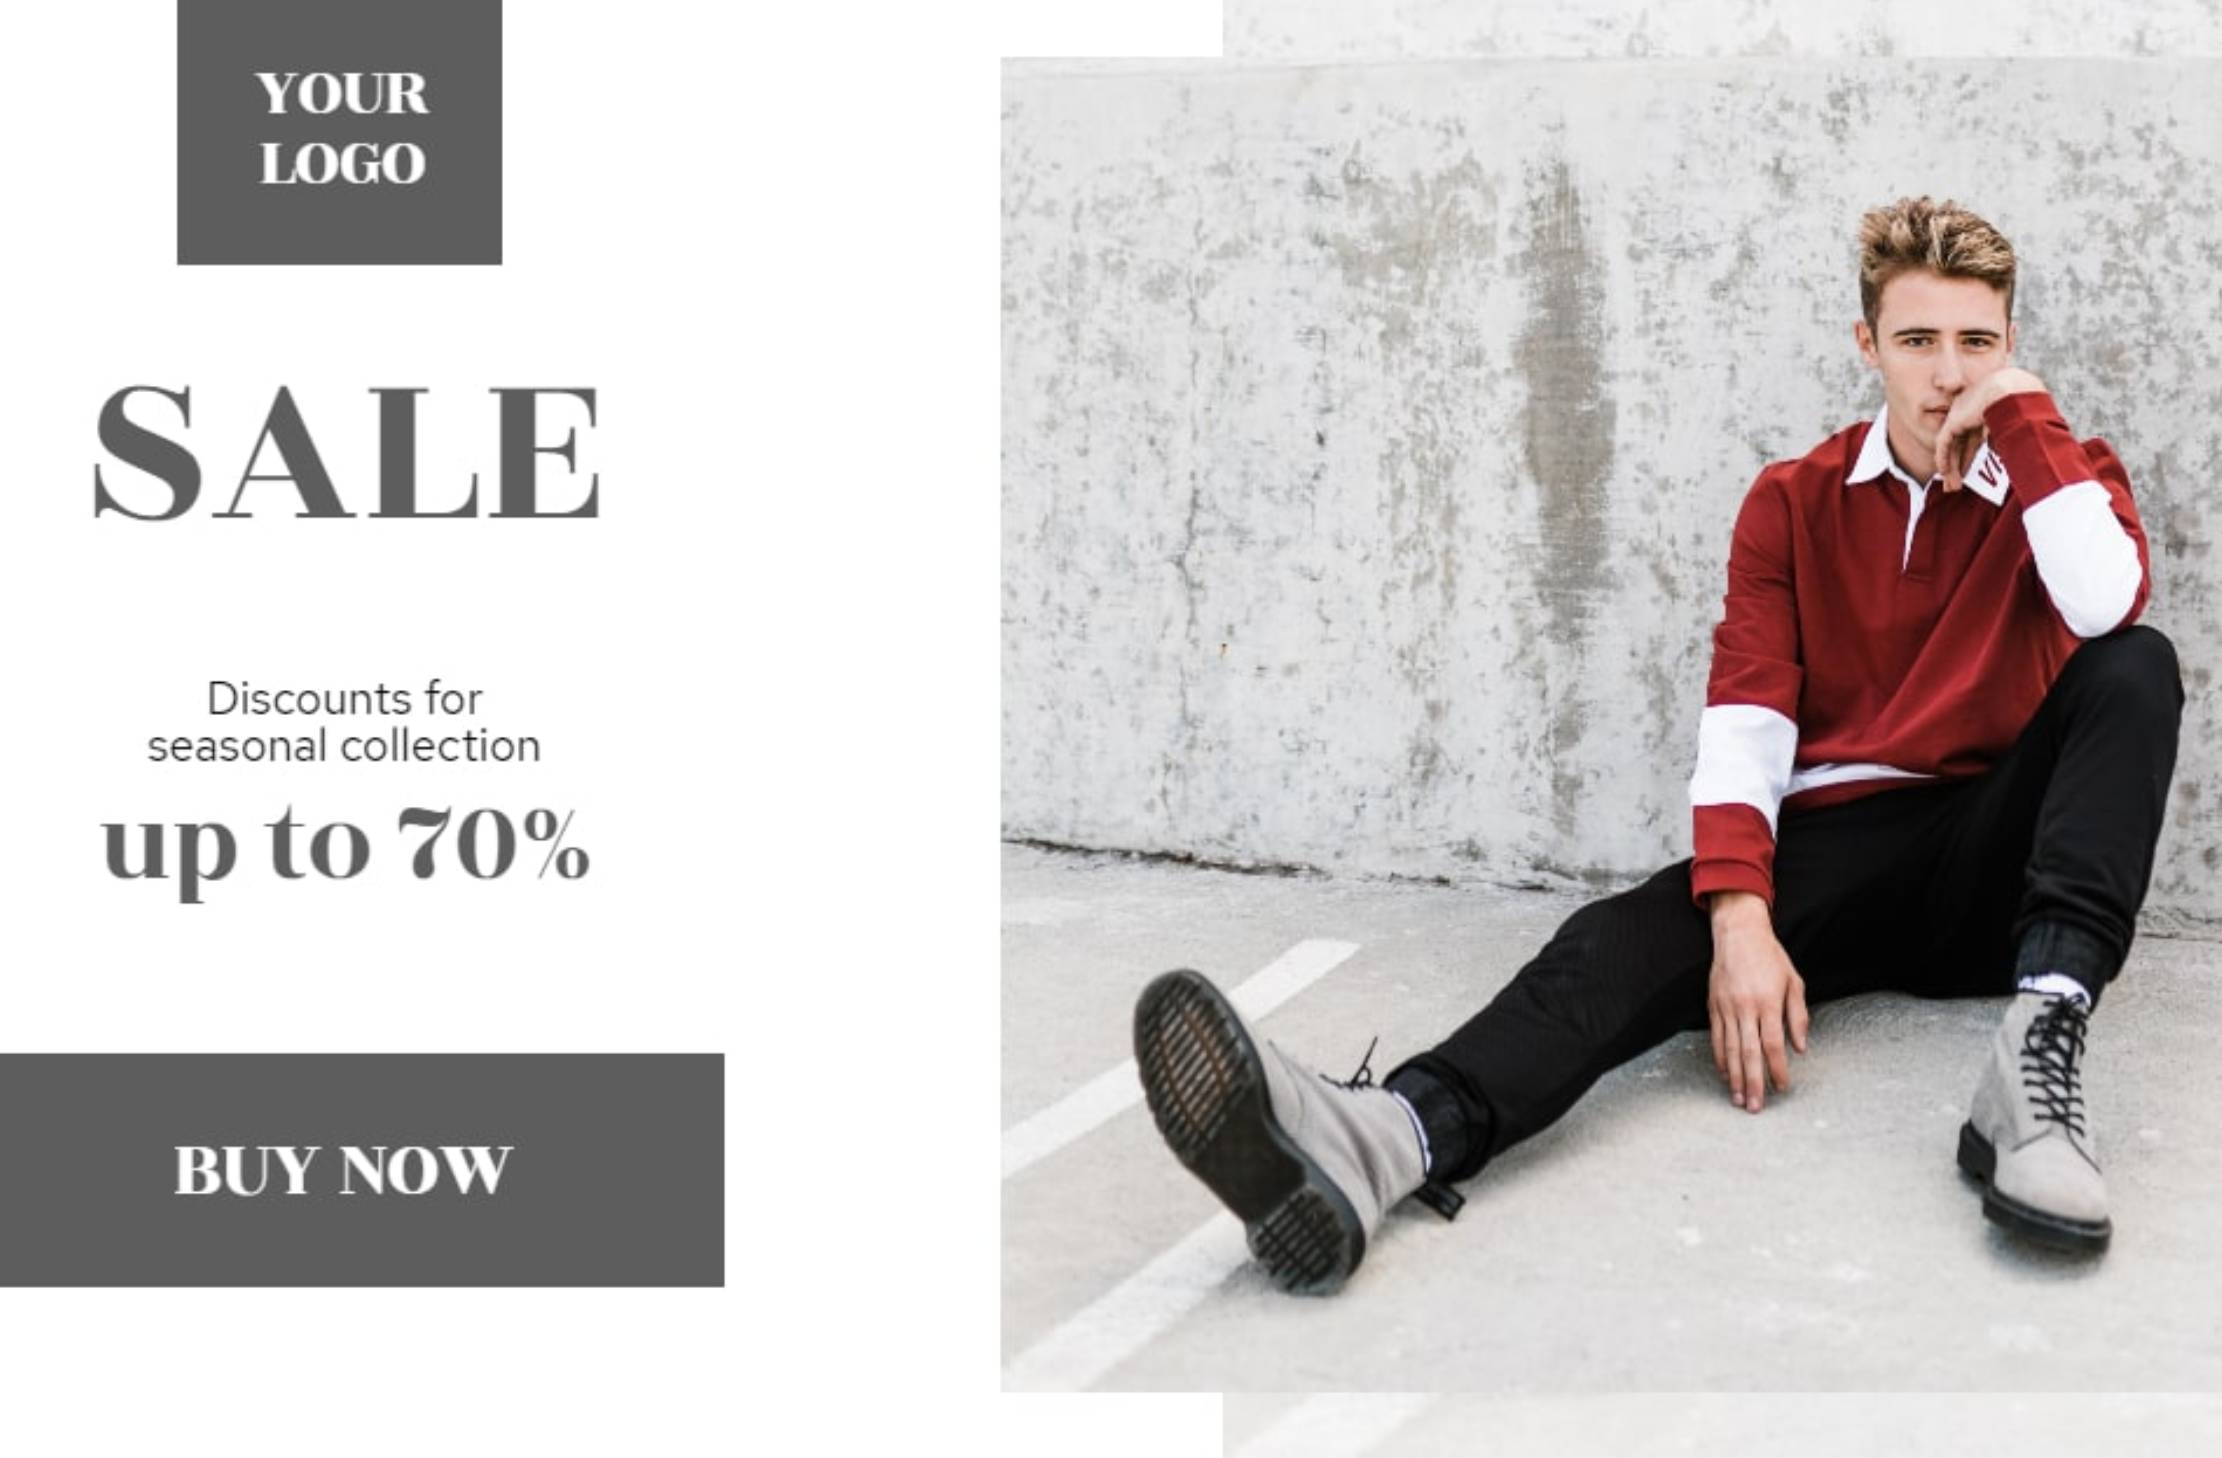 YOUR
LOGO
SALE
Discounts for
seasonal collection
up to 70%
BUY NOW